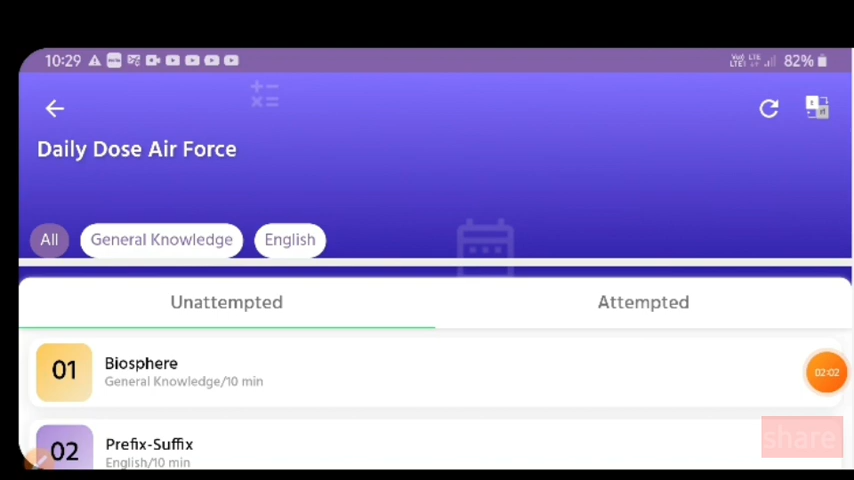 10:29 82%
Daily Dose Air Force
All General Knowledge English
Unattempted Attempted
01 Biosphere
General Knowledge/10 min
02:02
02 Prefix-Suffix
English/10 min
share